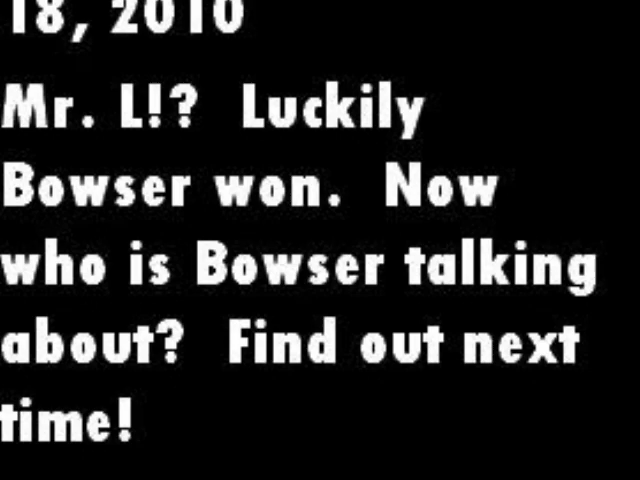 18, 2010
Mr. L!? Luckily
Bowser won. Now
who is Bowser talking
about? Find out next
time!